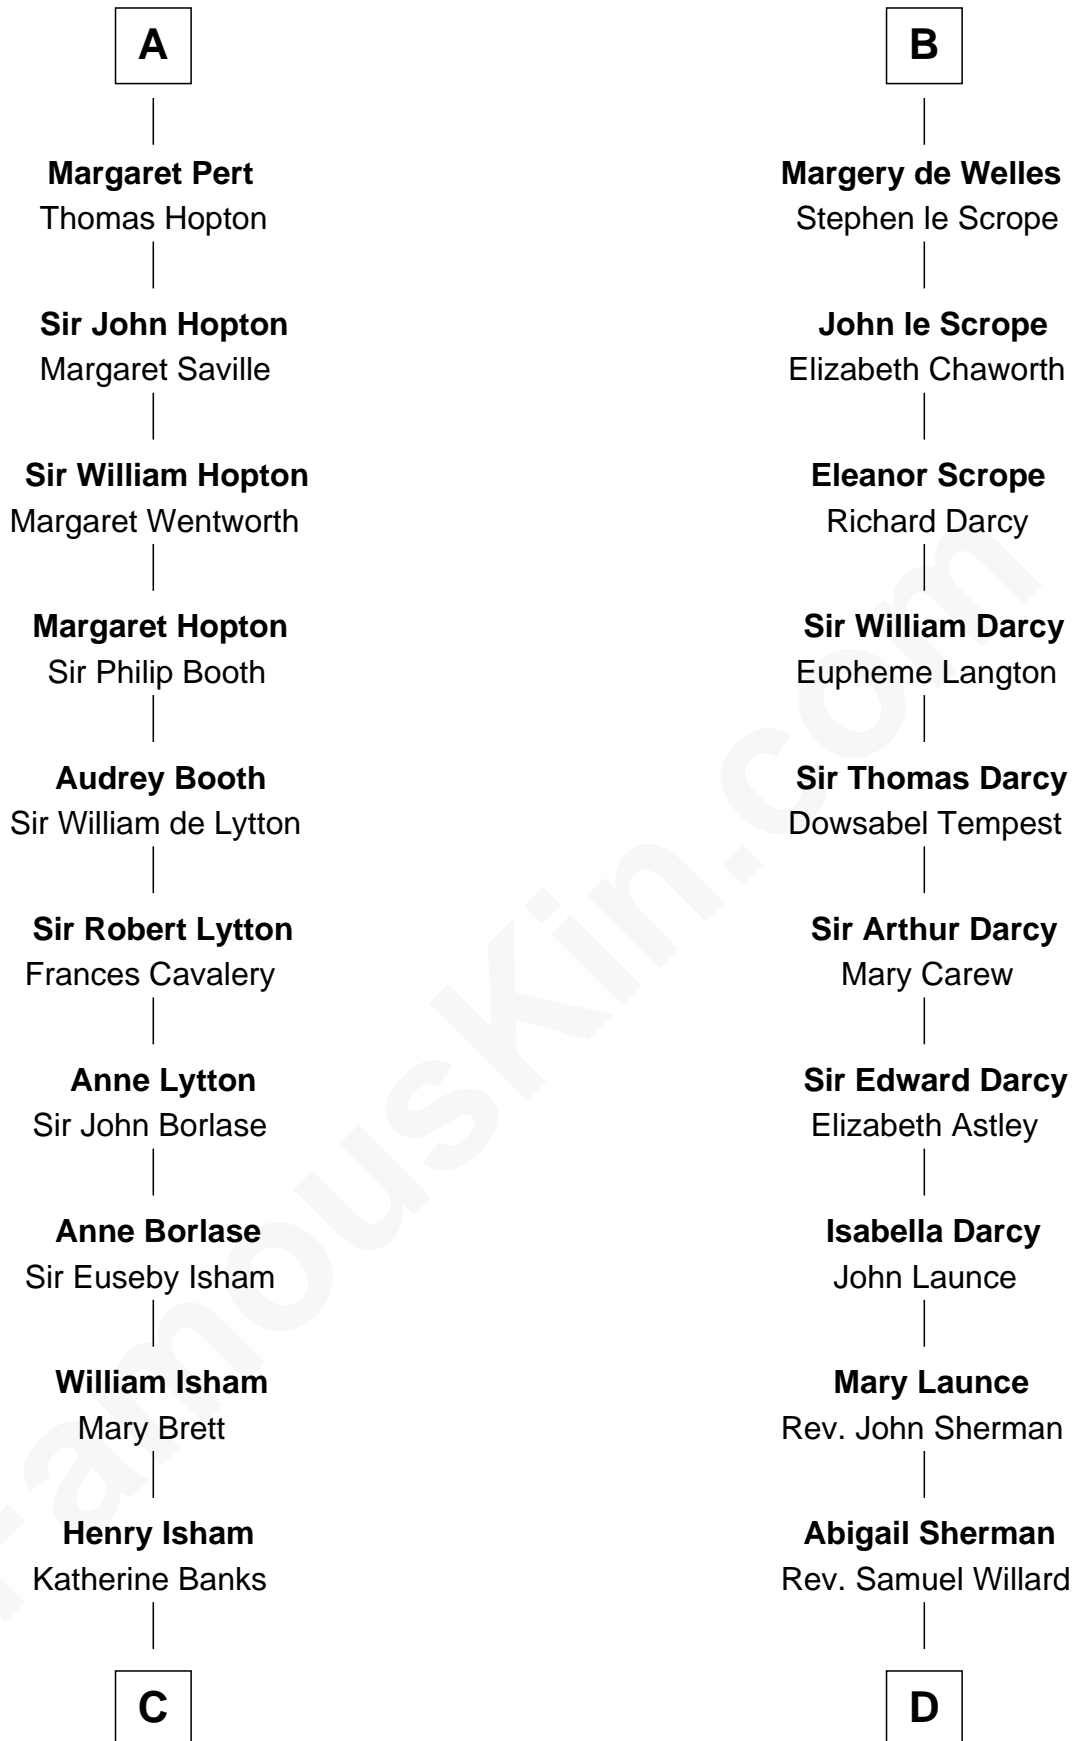 A
Margaret Pert
Thomas Hopton
Sir John Hopton
Margaret Saville
Sir William Hopton
Margaret Wentworth
Margaret Hopton
Sir Philip Booth
Audrey Booth
Sir William de Lytton
Sir Robert Lytton
Frances Cavalery
Anne Lytton
Sir John Borlase
Anne Borlase
Sir Euseby Isham
William Isham
Mary Brett
Henry Isham
Katherine Banks
C
B
Margery de Welles
Stephen le Scrope
John le Scrope
Elizabeth Chaworth
Eleanor Scrope
Richard Darcy
Sir William Darcy
Eupheme Langton
Sir Thomas Darcy
Dowsabel Tempest
Sir Arthur Darcy
Mary Carew
Sir Edward Darcy
Elizabeth Astley
Isabella Darcy
John Launce
Mary Launce
Rev. John Sherman
Abigail Sherman
Rev. Samuel Willard
D
FamousKin.com